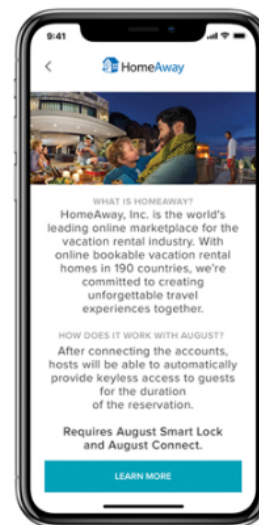 9:41
HomeAway
WHAT IS HOMEAWAY?
HomeAway, Inc. is the world's
leading online marketplace for the
vacation rental industry. With
online bookable vacation rental
homes in 190 countries, we're
committed to creating
unforgettable travel
experiences together.
HOW DOES IT WORK WITH AUGUST?
After connecting the accounts,
hosts will be able to automatically
provide keyless access to guests
for the duration
of the reservation.
Requires August Smart Lock
and August Connect.
LEARN MORE